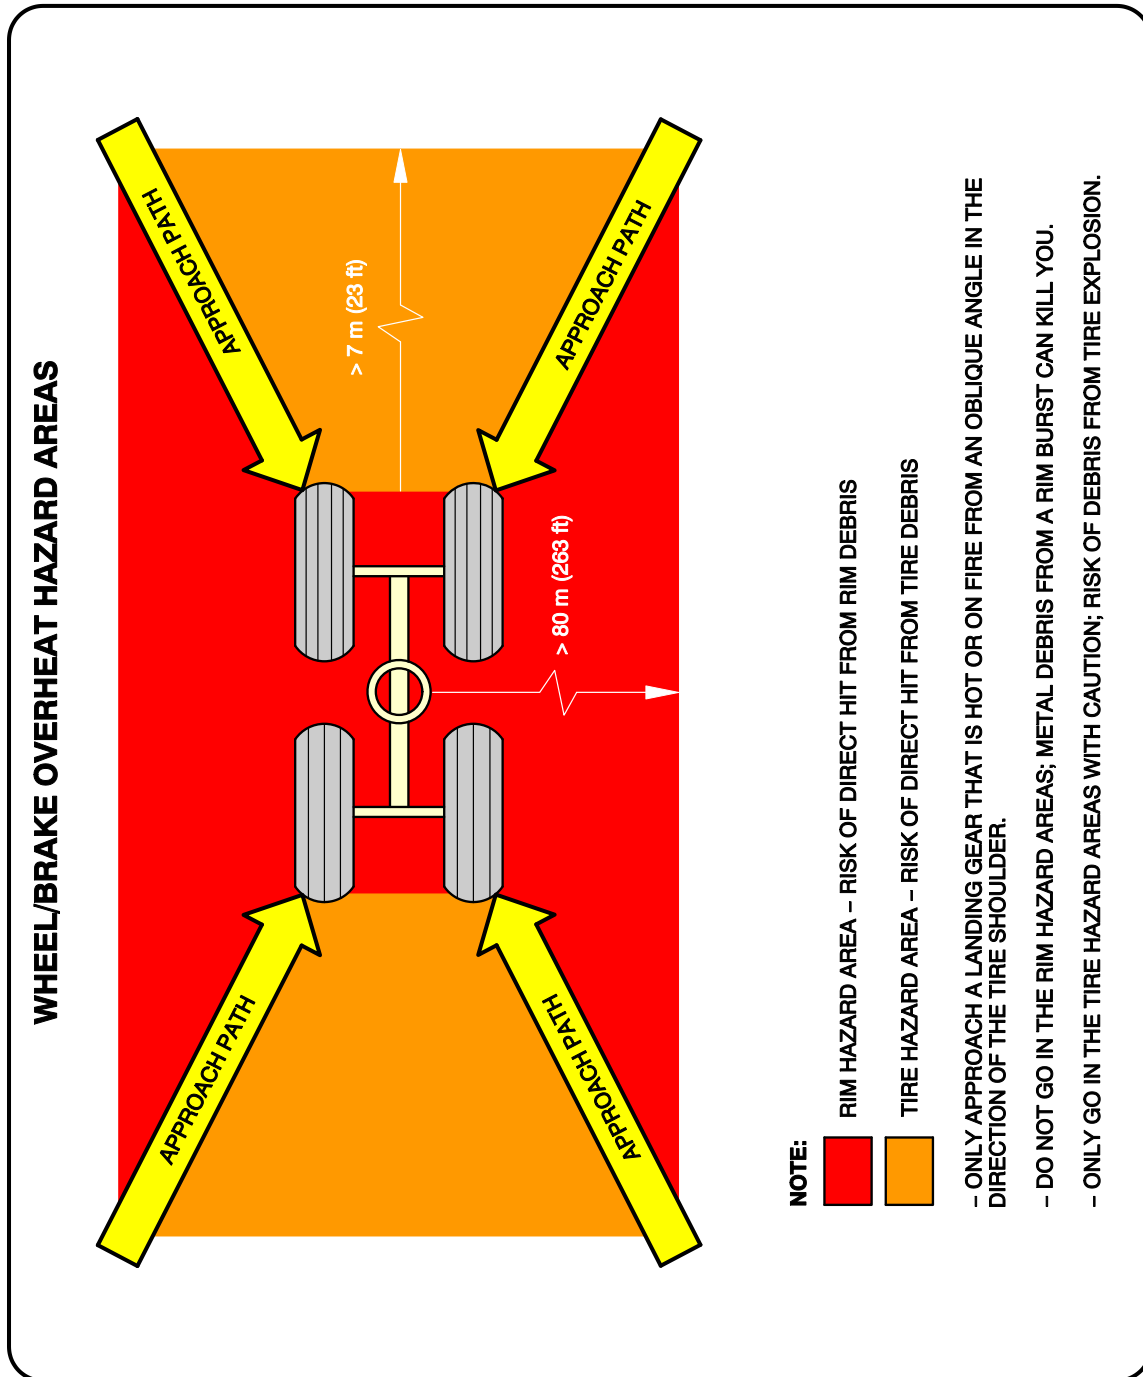 WHEEL/BRAKE OVERHEAT HAZARD AREAS
APPROACH PATH
APPROACH PATH
> 7 m (23 ft)
> 80 m (263 ft)
APPROACH PATH
APPROACH PATH
NOTE:
RIM HAZARD AREA – RISK OF DIRECT HIT FROM RIM DEBRIS
TIRE HAZARD AREA – RISK OF DIRECT HIT FROM TIRE DEBRIS
– ONLY APPROACH A LANDING GEAR THAT IS HOT OR ON FIRE FROM AN OBLIQUE ANGLE IN THE
DIRECTION OF THE TIRE SHOULDER.
– DO NOT GO IN THE RIM HAZARD AREAS; METAL DEBRIS FROM A RIM BURST CAN KILL YOU.
– ONLY GO IN THE TIRE HAZARD AREAS WITH CAUTION; RISK OF DEBRIS FROM TIRE EXPLOSION.